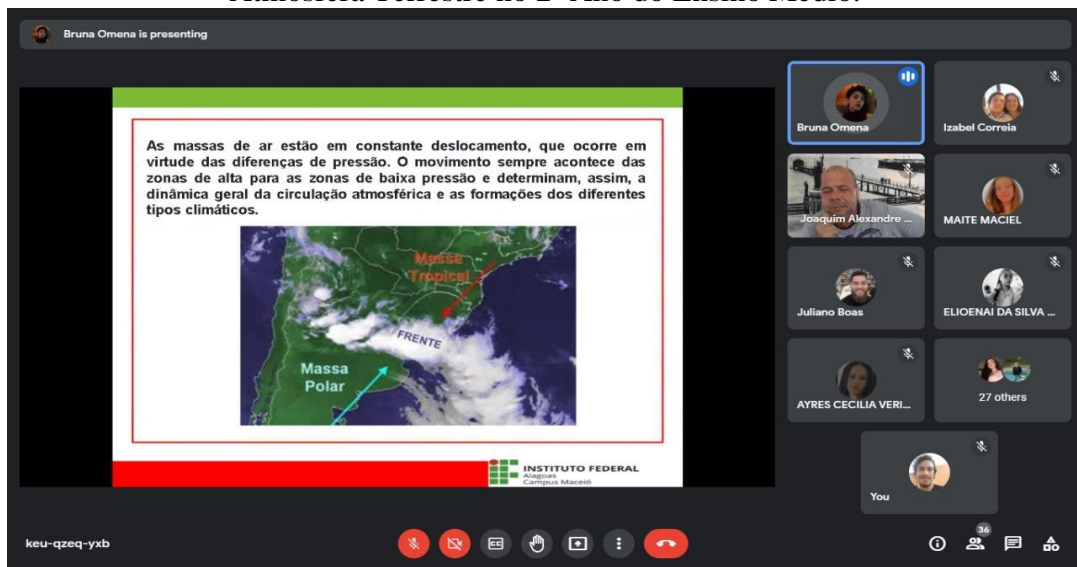 Atmosfera Terrestre no 2º Ano do Ensino Médio.
Bruna Omena is presenting
As massas de ar estão em constante deslocamento, que ocorre em
virtude das diferenças de pressão. O movimento sempre acontece das
zonas de alta para as zonas de baixa pressão e determinam, assim, a
dinâmica geral da circulação atmosférica e as formações dos diferentes
tipos climáticos.
Massa
Tropical
FRENTE
Massa
Polar
INSTITUTO FEDERAL
Alagoas
Campus Maceió
Bruna Omena
Izabel Correia
Joaquim Alexandre ...
MAITE MACIEL
Juliano Boas
ELIOENAI DA SILVA ...
AYRES CECILIA VERI...
27 others
You
keu-qzeq-yxb
CC
36